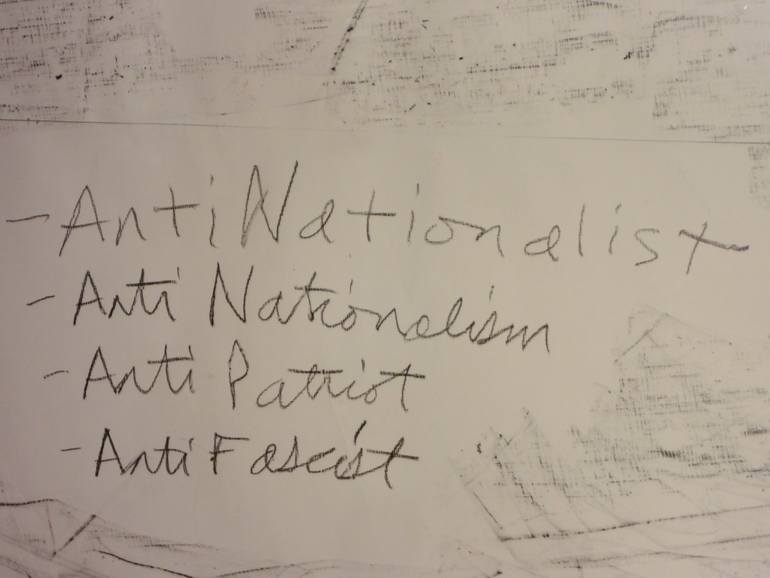 - AntiNationalist
- Anti Nationalism
- Anti Patriot
- Anti Fascist